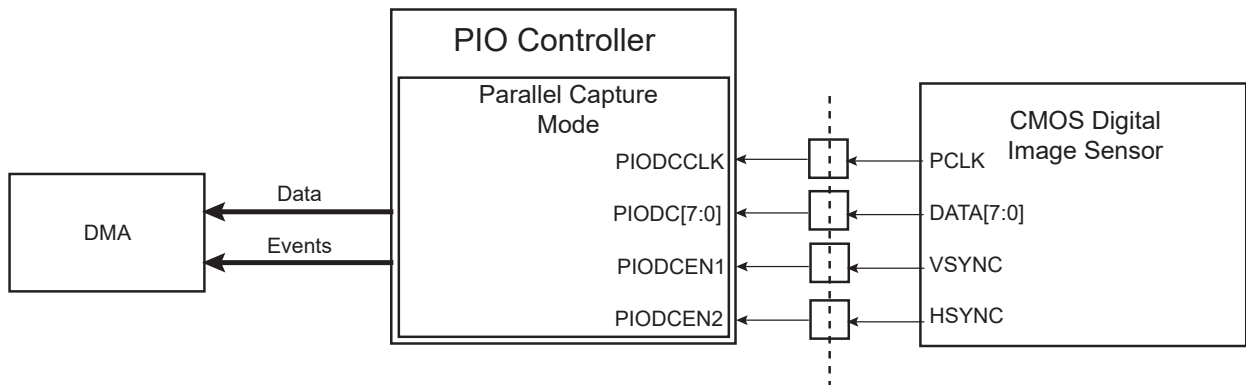 PIO Controller
Parallel Capture
Mode
PIODCCLK
PIODC[7:0]
PIODCEN1
PIODCEN2
Data
Events
DMA
CMOS Digital
Image Sensor
PCLK
DATA[7:0]
VSYNC
HSYNC